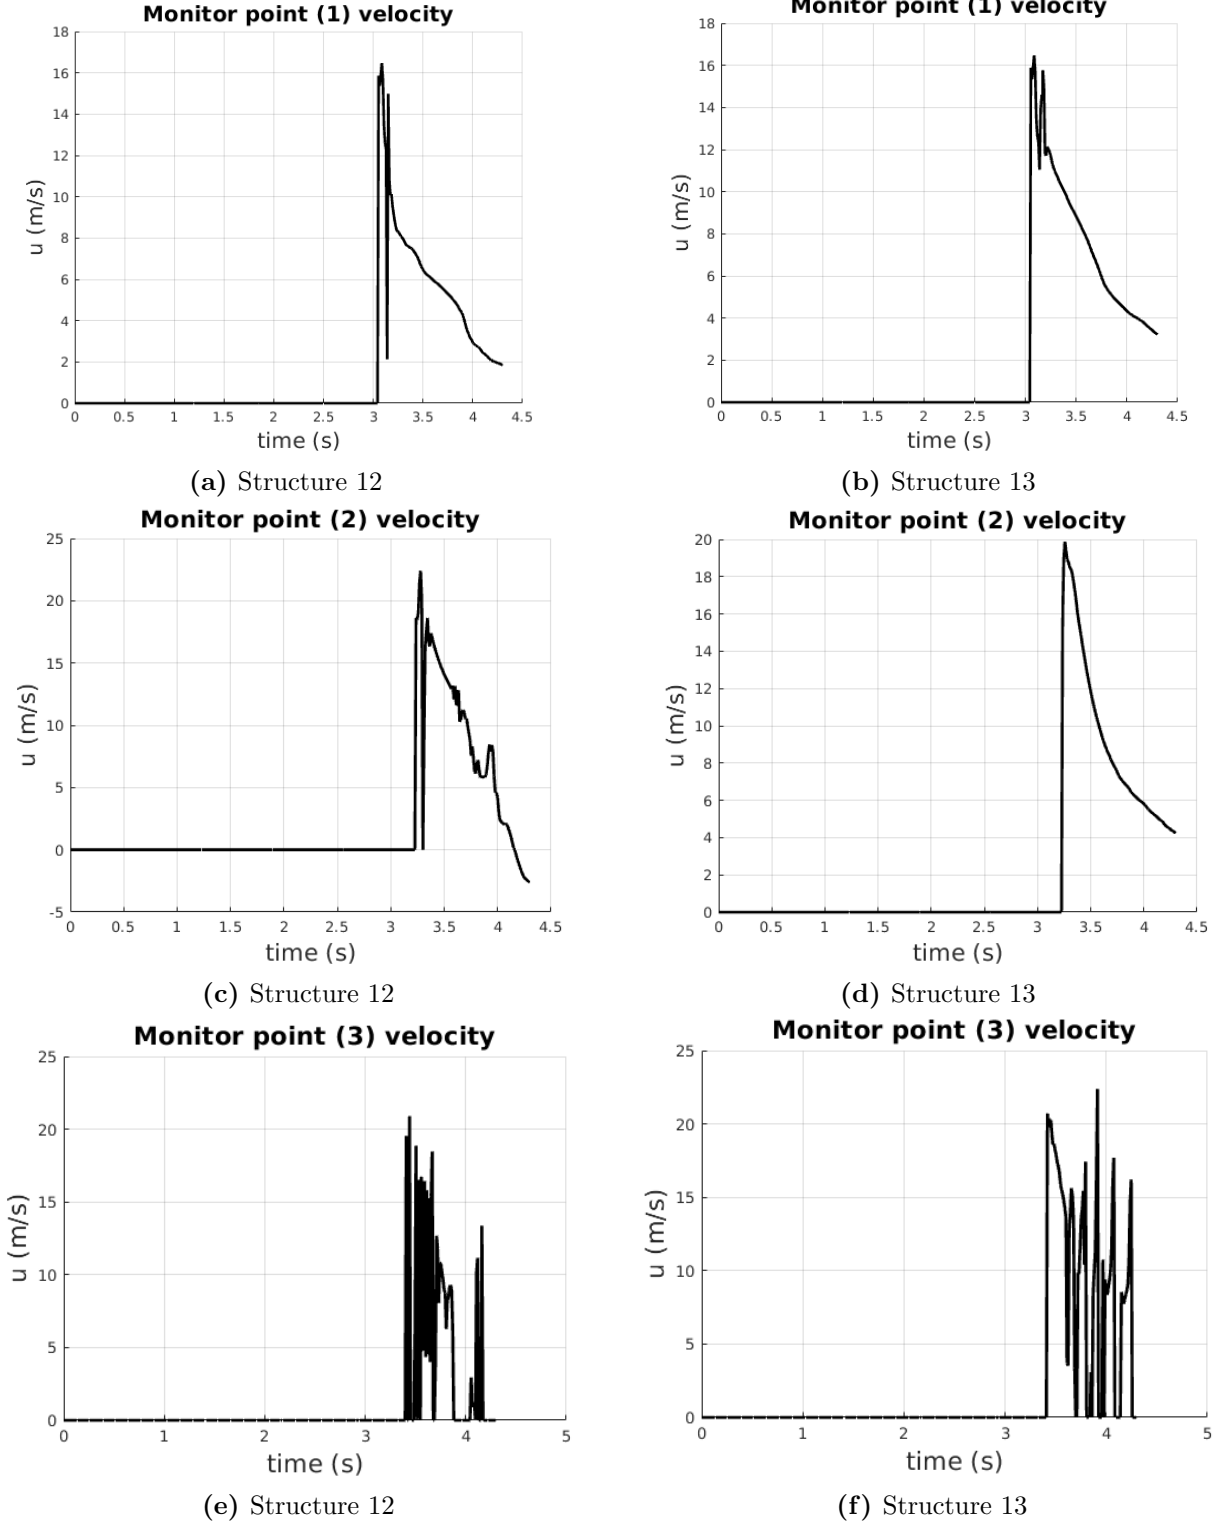 Monitor point (1) velocity
18
16
14
12
10
8
6
4
2
0
u (m/s)
0 0.5 1 1.5 2 2.5 3 3.5 4 4.5
time (s)
(a) Structure 12
Monitor point (1) velocity
18
16
14
12
10
8
6
4
2
0
u (m/s)
0 0.5 1 1.5 2 2.5 3 3.5 4 4.5
time (s)
(b) Structure 13
Monitor point (2) velocity
25
20
15
10
5
0
-5
u (m/s)
0 0.5 1 1.5 2 2.5 3 3.5 4 4.5
time (s)
(c) Structure 12
Monitor point (2) velocity
20
18
16
14
12
10
8
6
4
2
0
u (m/s)
0 0.5 1 1.5 2 2.5 3 3.5 4 4.5
time (s)
(d) Structure 13
Monitor point (3) velocity
25
20
15
10
5
0
u (m/s)
0 1 2 3 4 5
time (s)
(e) Structure 12
Monitor point (3) velocity
25
20
15
10
5
0
u (m/s)
0 1 2 3 4 5
time (s)
(f) Structure 13